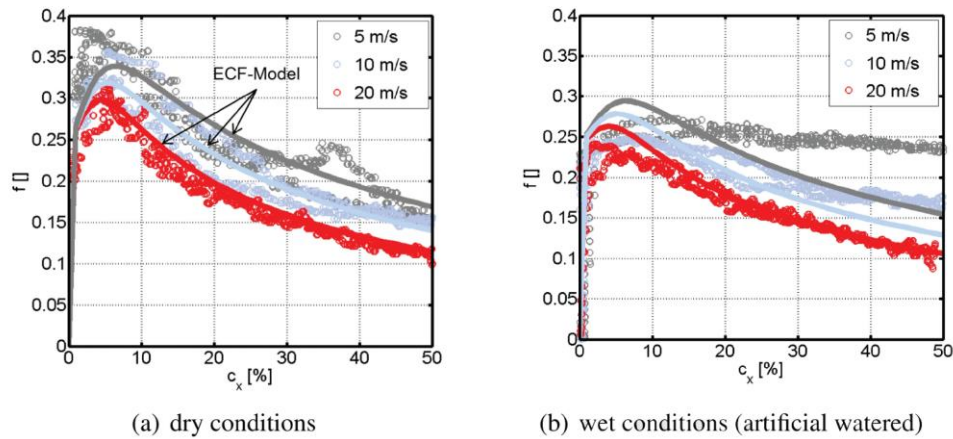 0.4
0.35
0.3
0.25
0.2
0.15
0.1
0.05
0
f []
5 m/s
10 m/s
20 m/s
ECF-Model
0 10 20 30 40 50
c_x [%]
(a) dry conditions
0.4
0.35
0.3
0.25
0.2
0.15
0.1
0.05
0
f []
5 m/s
10 m/s
20 m/s
0 10 20 30 40 50
c_x [%]
(b) wet conditions (artificial watered)